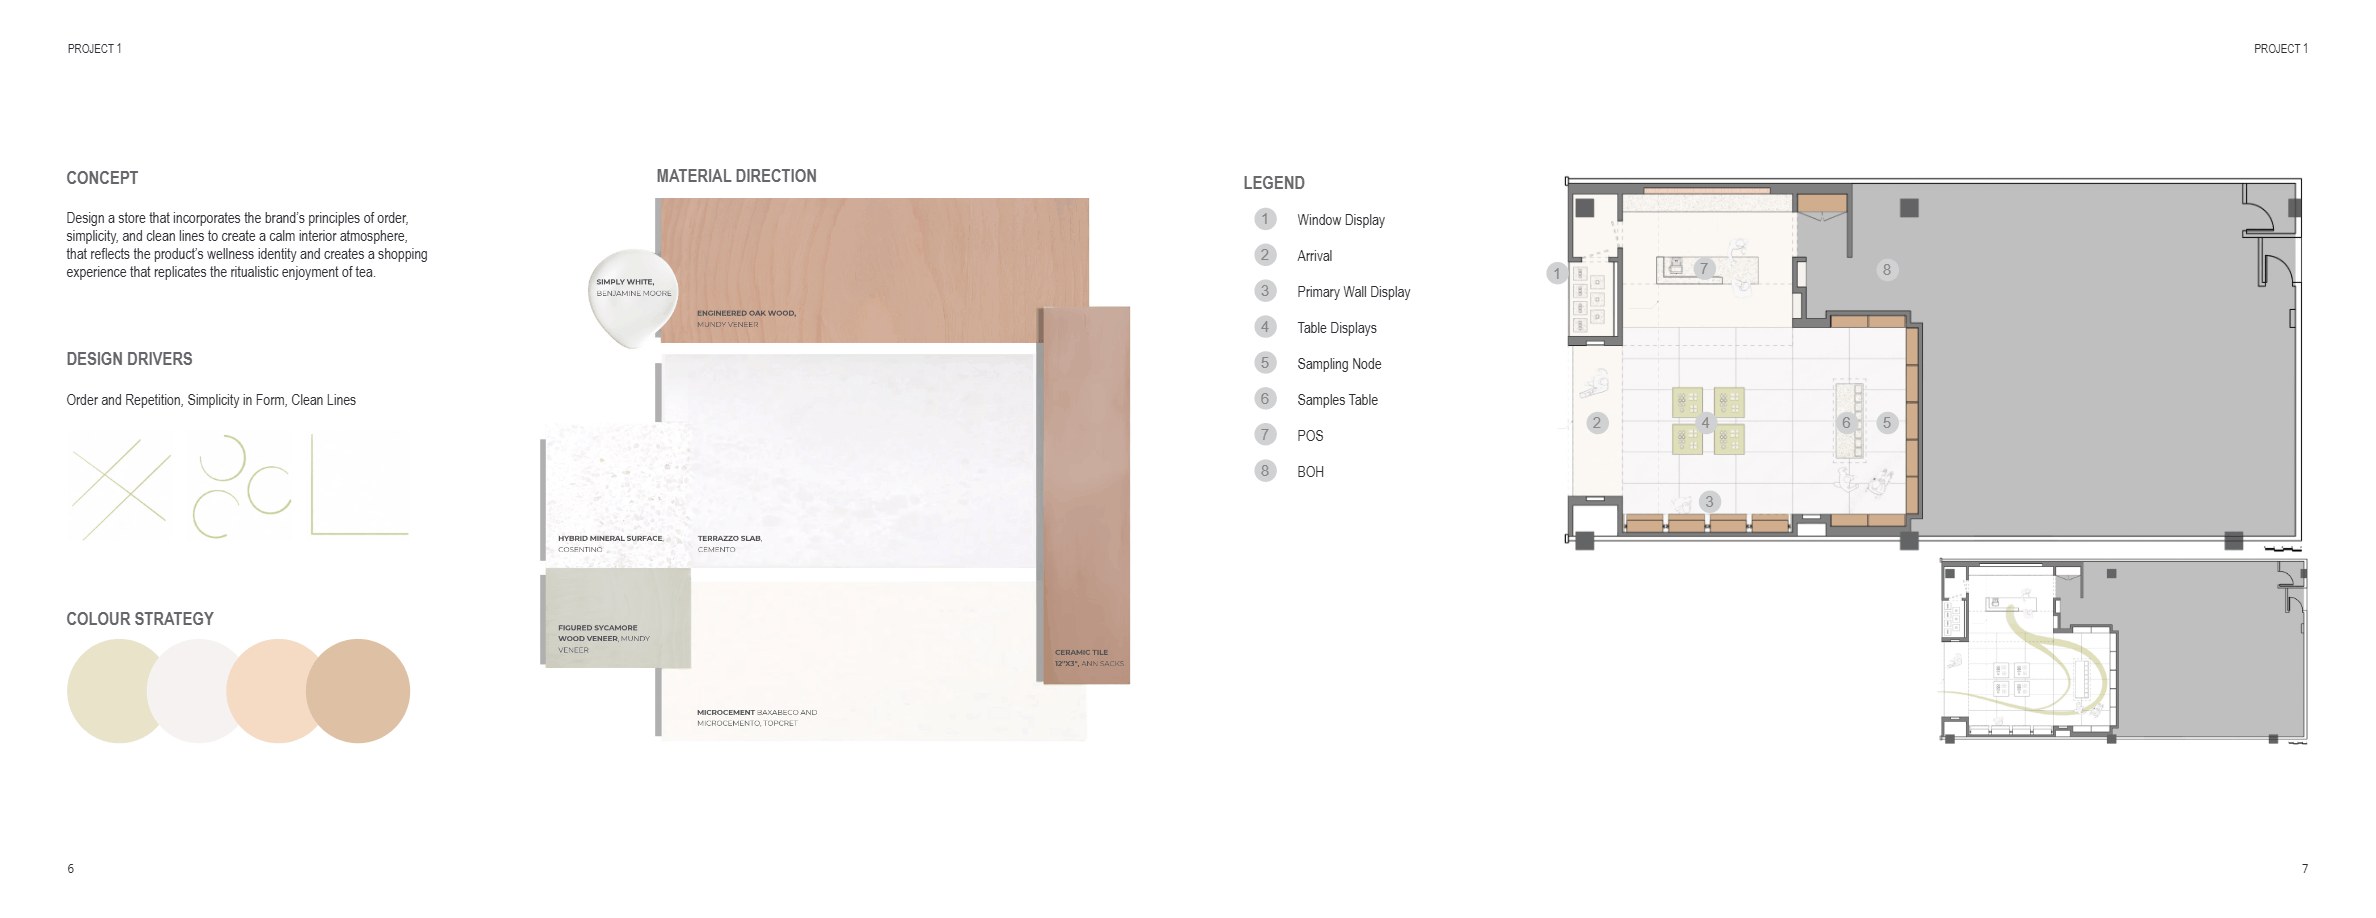 PROJECT 1
PROJECT 1
CONCEPT
Design a store that incorporates the brand’s principles of order,
simplicity, and clean lines to create a calm interior atmosphere,
that reflects the product’s wellness identity and creates a shopping
experience that replicates the ritualistic enjoyment of tea.
DESIGN DRIVERS
Order and Repetition, Simplicity in Form, Clean Lines
COLOUR STRATEGY
MATERIAL DIRECTION
SIMPLY WHITE,
BENJAMINE MOORE
ENGINEERED OAK WOOD,
MUNDY VENEER
HYBRID MINERAL SURFACE,
COSENTINO
TERRAZZO SLAB,
CEMENTO
FIGURED SYCAMORE
WOOD VENEER, MUNDY
VENEER
CERAMIC TILE
12"X3", ANN SACKS
MICROCEMENT BAXABECO AND
MICROCEMENTO, TOPCRET
LEGEND
1 Window Display
2 Arrival
3 Primary Wall Display
4 Table Displays
5 Sampling Node
6 Samples Table
7 POS
8 BOH
1
7
8
2
4
6
5
3
6
7